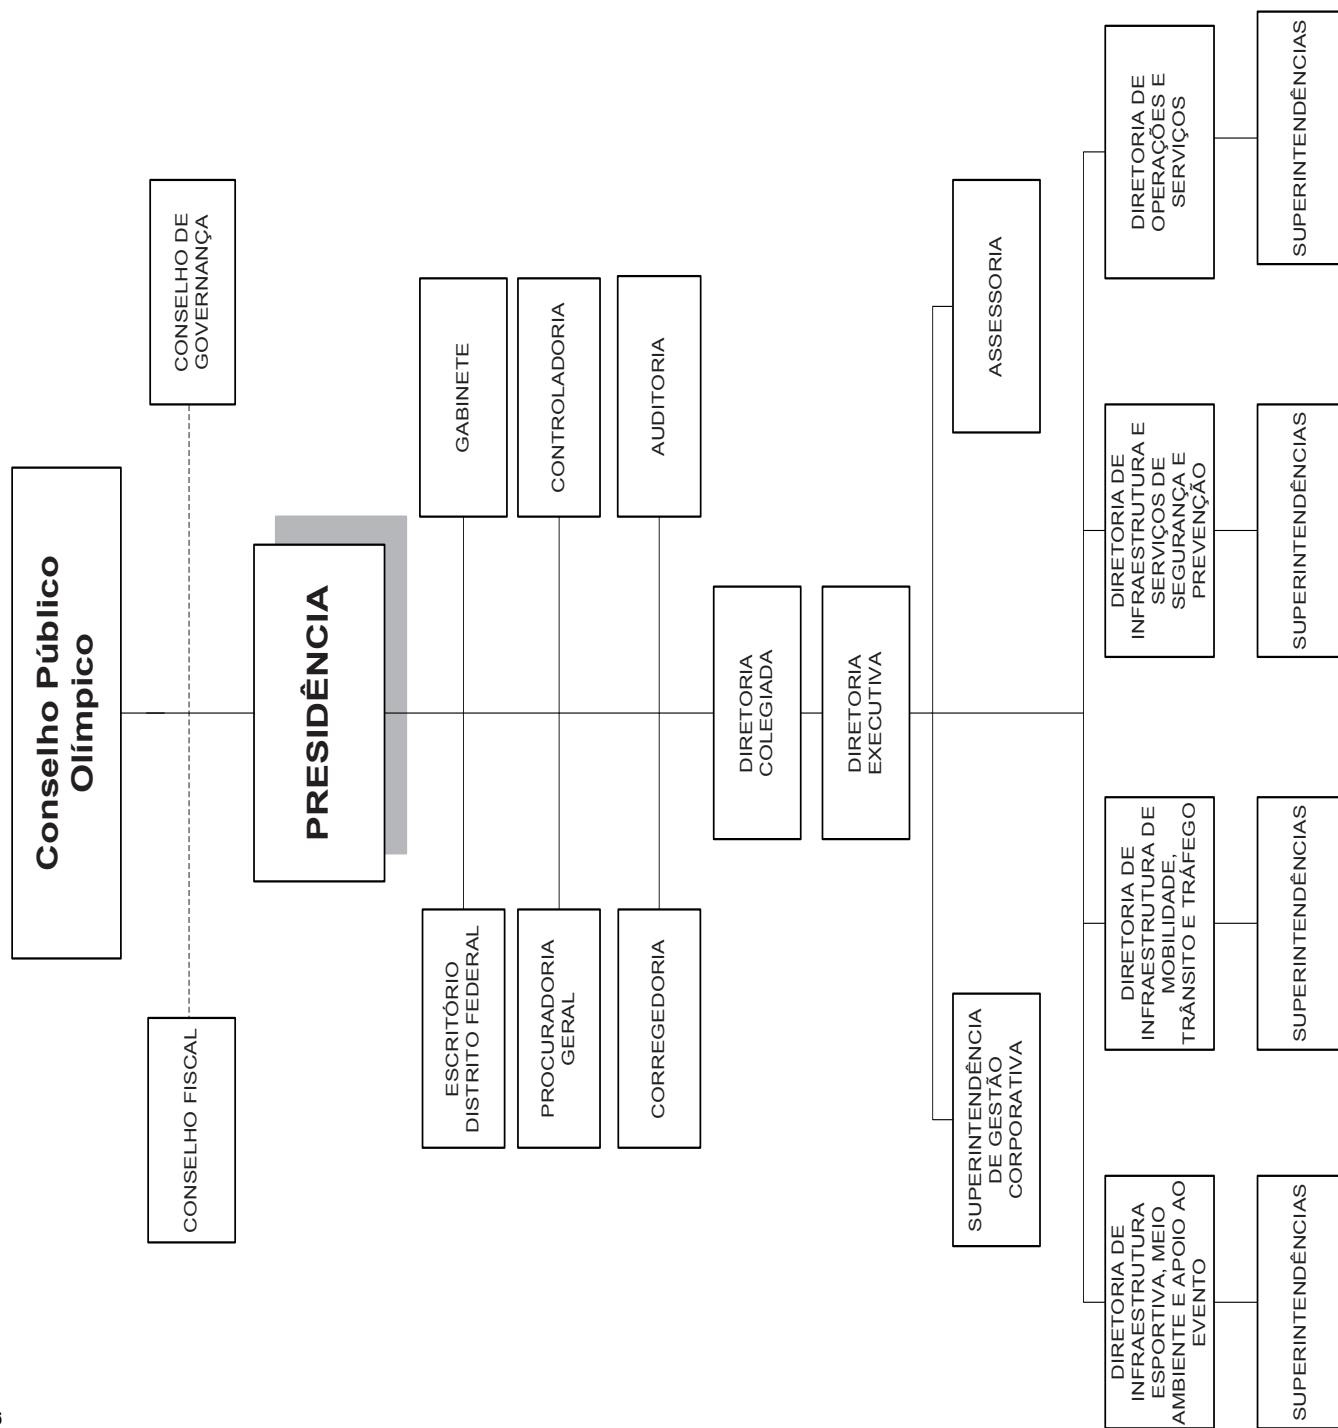 Conselho Público
Olímpico
CONSELHO FISCAL
CONSELHO DE
GOVERNANÇA
PRESIDÊNCIA
ESCRITÓRIO
DISTRITO FEDERAL
GABINETE
PROCURADORIA
GERAL
CONTROLADORIA
CORREGEDORIA
AUDITORIA
DIRETORIA
COLEGIADA
DIRETORIA
EXECUTIVA
SUPERINTENDÊNCIA
DE GESTÃO
CORPORATIVA
ASSESSORIA
DIRETORIA DE
INFRAESTRUTURA
ESPORTIVA, MEIO
AMBIENTE E APOIO AO
EVENTO
DIRETORIA DE
INFRAESTRUTURA DE
MOBILIDADE,
TRÂNSITO E TRÁFEGO
DIRETORIA DE
INFRAESTRUTURA E
SERVIÇOS DE
SEGURANÇA E
PREVENÇÃO
DIRETORIA DE
OPERAÇÕES E
SERVIÇOS
SUPERINTENDÊNCIAS
SUPERINTENDÊNCIAS
SUPERINTENDÊNCIAS
SUPERINTENDÊNCIAS